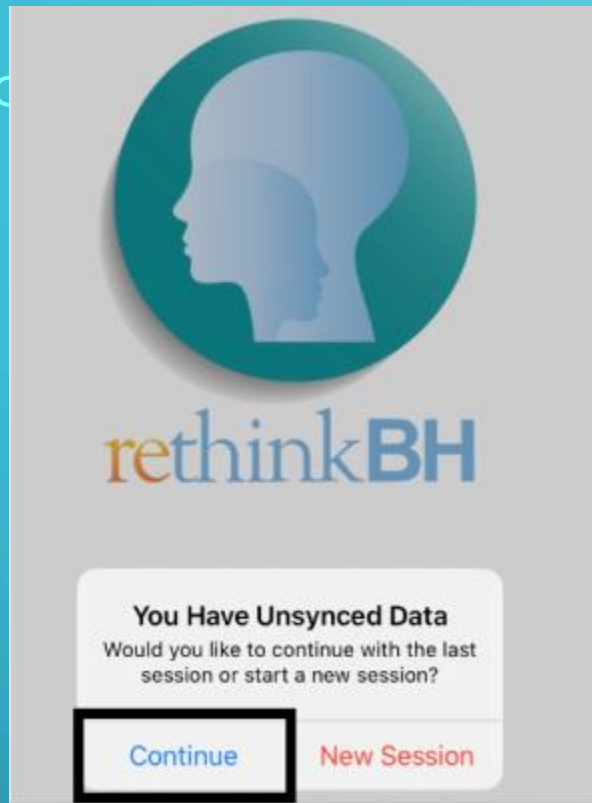 rethinkBH
You Have Unsynced Data
Would you like to continue with the last
session or start a new session?
Continue
New Session